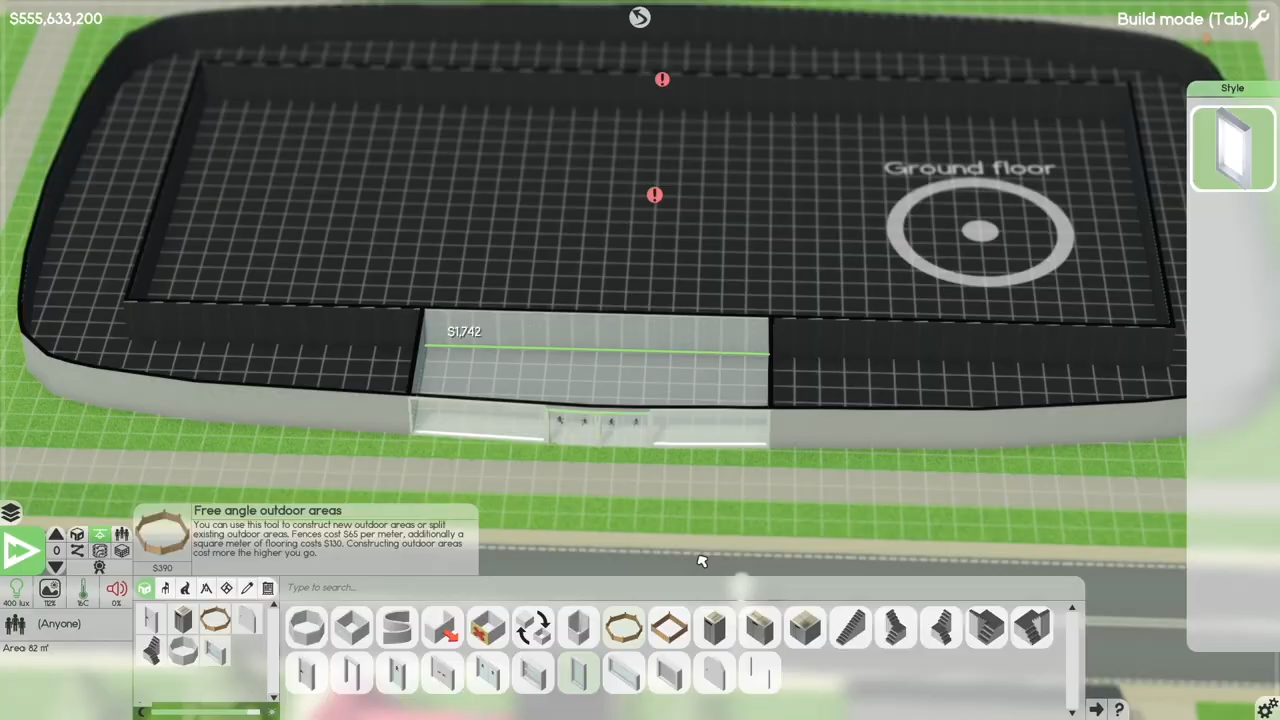 $555,633,200
Build mode (Tab)
Style
Ground floor
$1,742
Free angle outdoor areas
You can use this tool to construct new outdoor areas or split
existing outdoor areas. Fences cost $65 per meter, additionally a
square meter of flooring costs $130. Constructing outdoor areas
cost more the higher you go.
$390
0
Type to search...
400 lux
112%
16C
0%
(Anyone)
Area: 82 m²
?